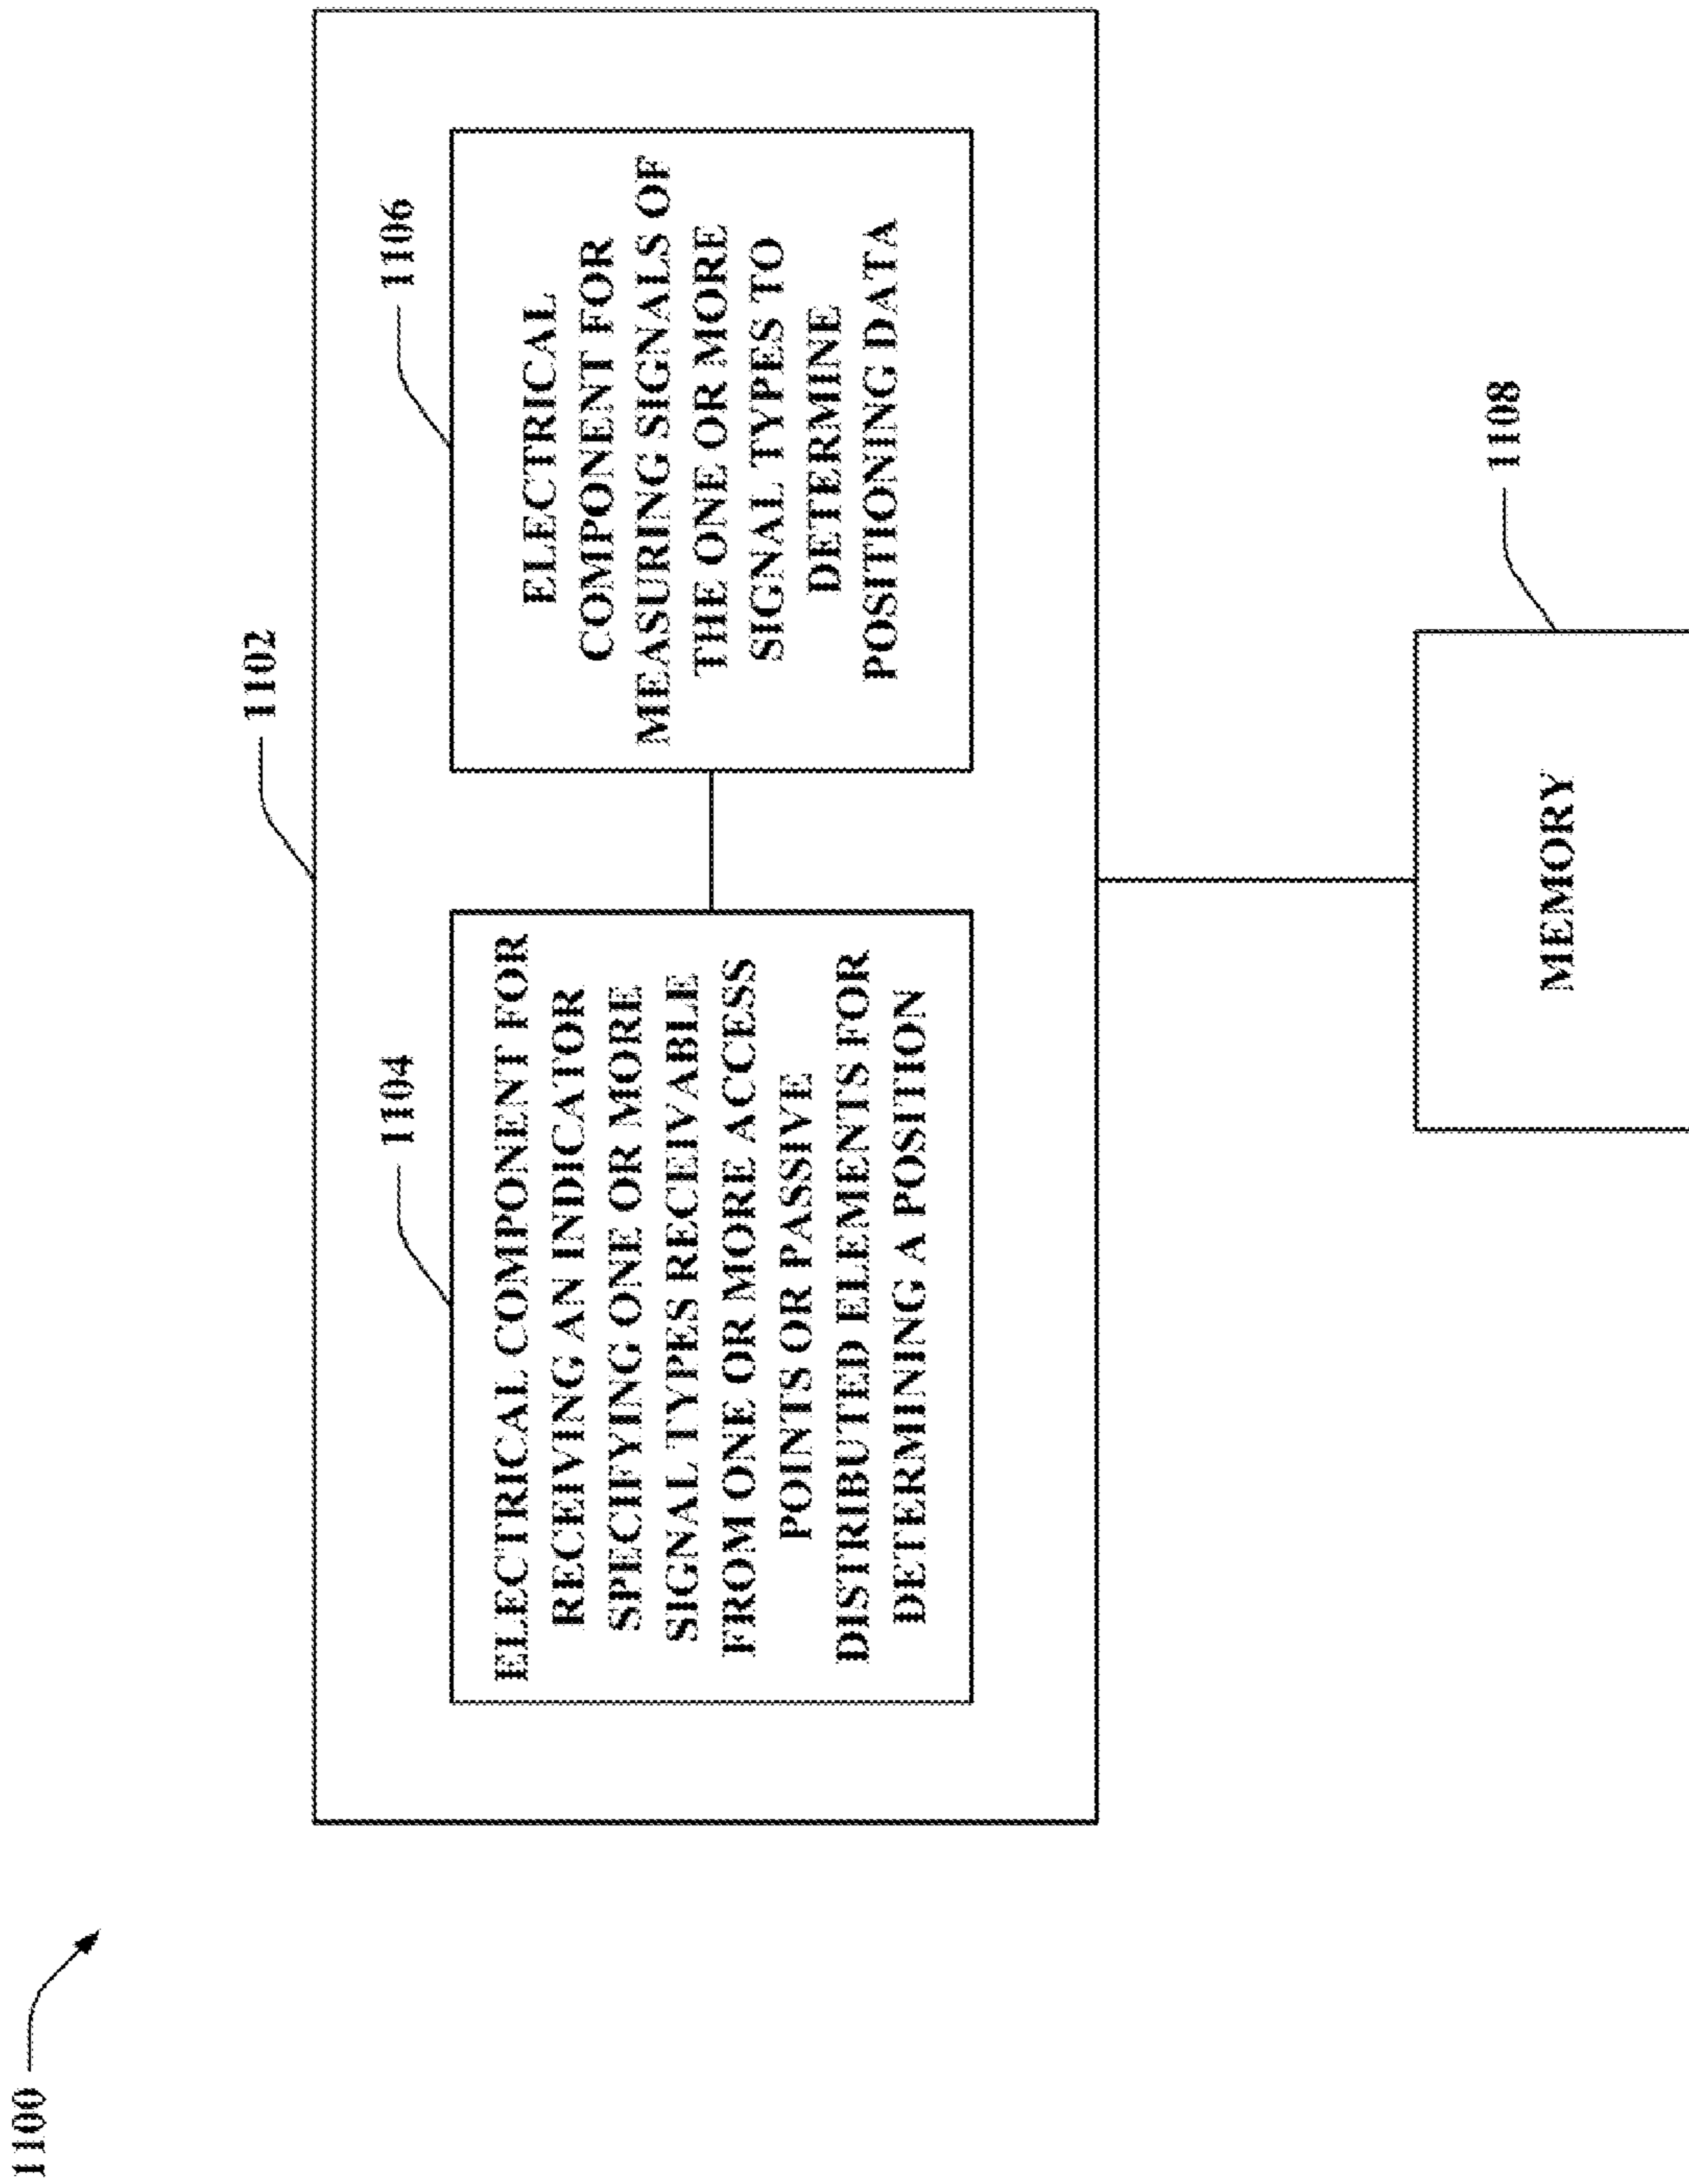 1100
1102
1104
ELECTRICAL COMPONENT FOR
RECEIVING AN INDICATOR
SPECIFYING ONE OR MORE
SIGNAL TYPES RECEIVABLE
FROM ONE OR MORE ACCESS
POINTS OR PASSIVE
DISTRIBUTED ELEMENTS FOR
DETERMINING A POSITION
1106
ELECTRICAL
COMPONENT FOR
MEASURING SIGNALS OF
THE ONE OR MORE
SIGNAL TYPES TO
DETERMINE
POSITIONING DATA
1108
MEMORY